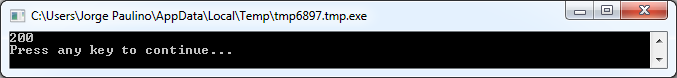 C:\Users\Jorge Paulino\AppData\Local\Temp\tmp6897.tmp.exe
200
Press any key to continue...